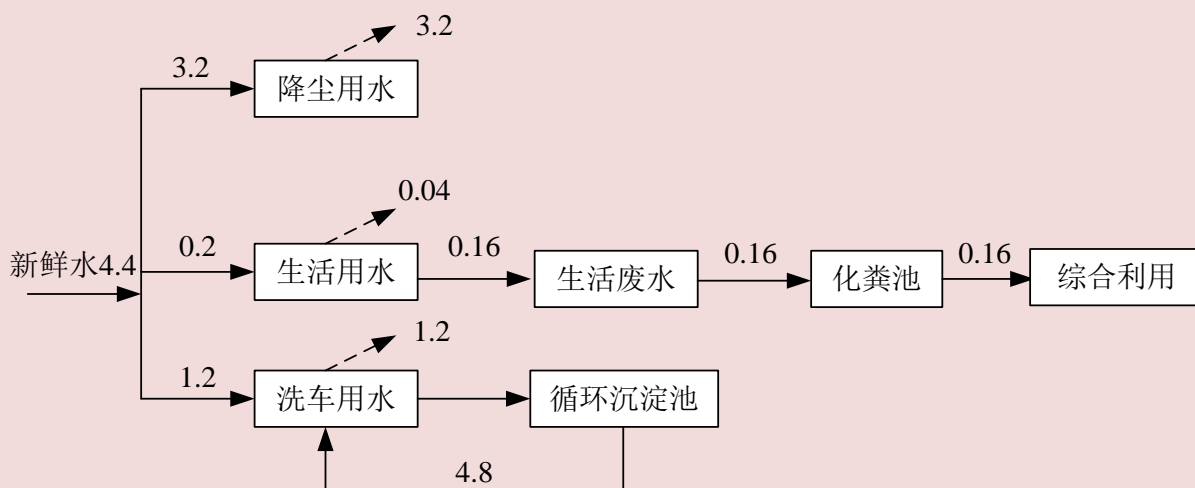 3.2
3.2
降尘用水
0.04
新鲜水4.4
0.2
生活用水
0.16
生活废水
0.16
化粪池
0.16
综合利用
1.2
1.2
洗车用水
循环沉淀池
4.8